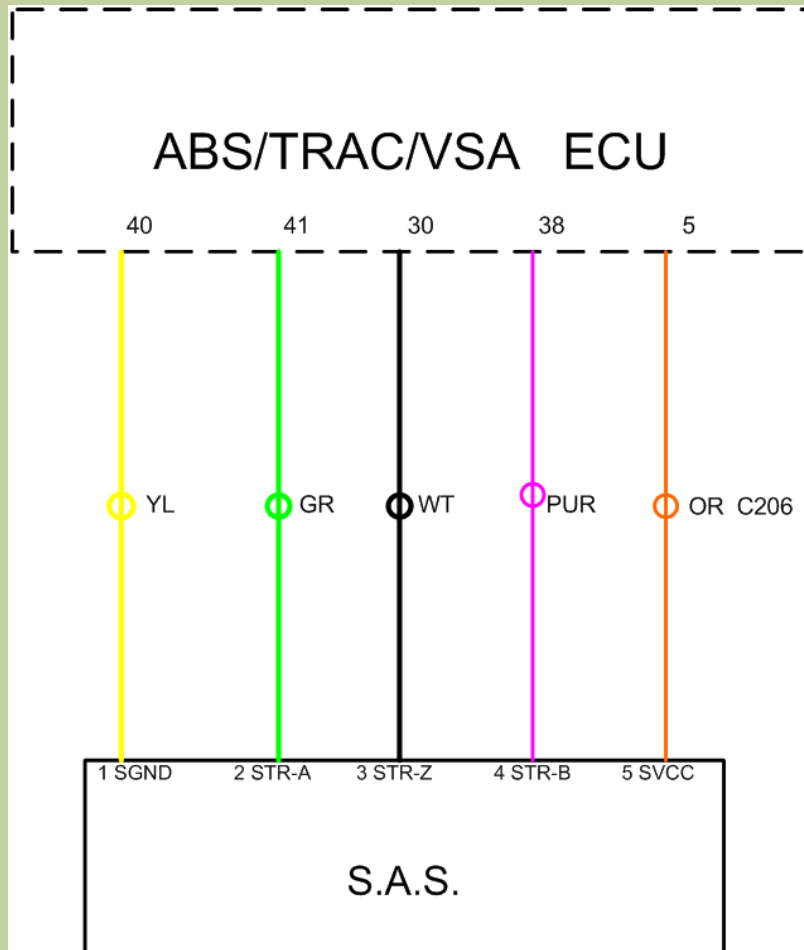 ABS/TRAC/VSA ECU
40 41 30 38 5
YL GR WT PUR OR C206
1 SGND 2 STR-A 3 STR-Z 4 STR-B 5 SVCC
S.A.S.